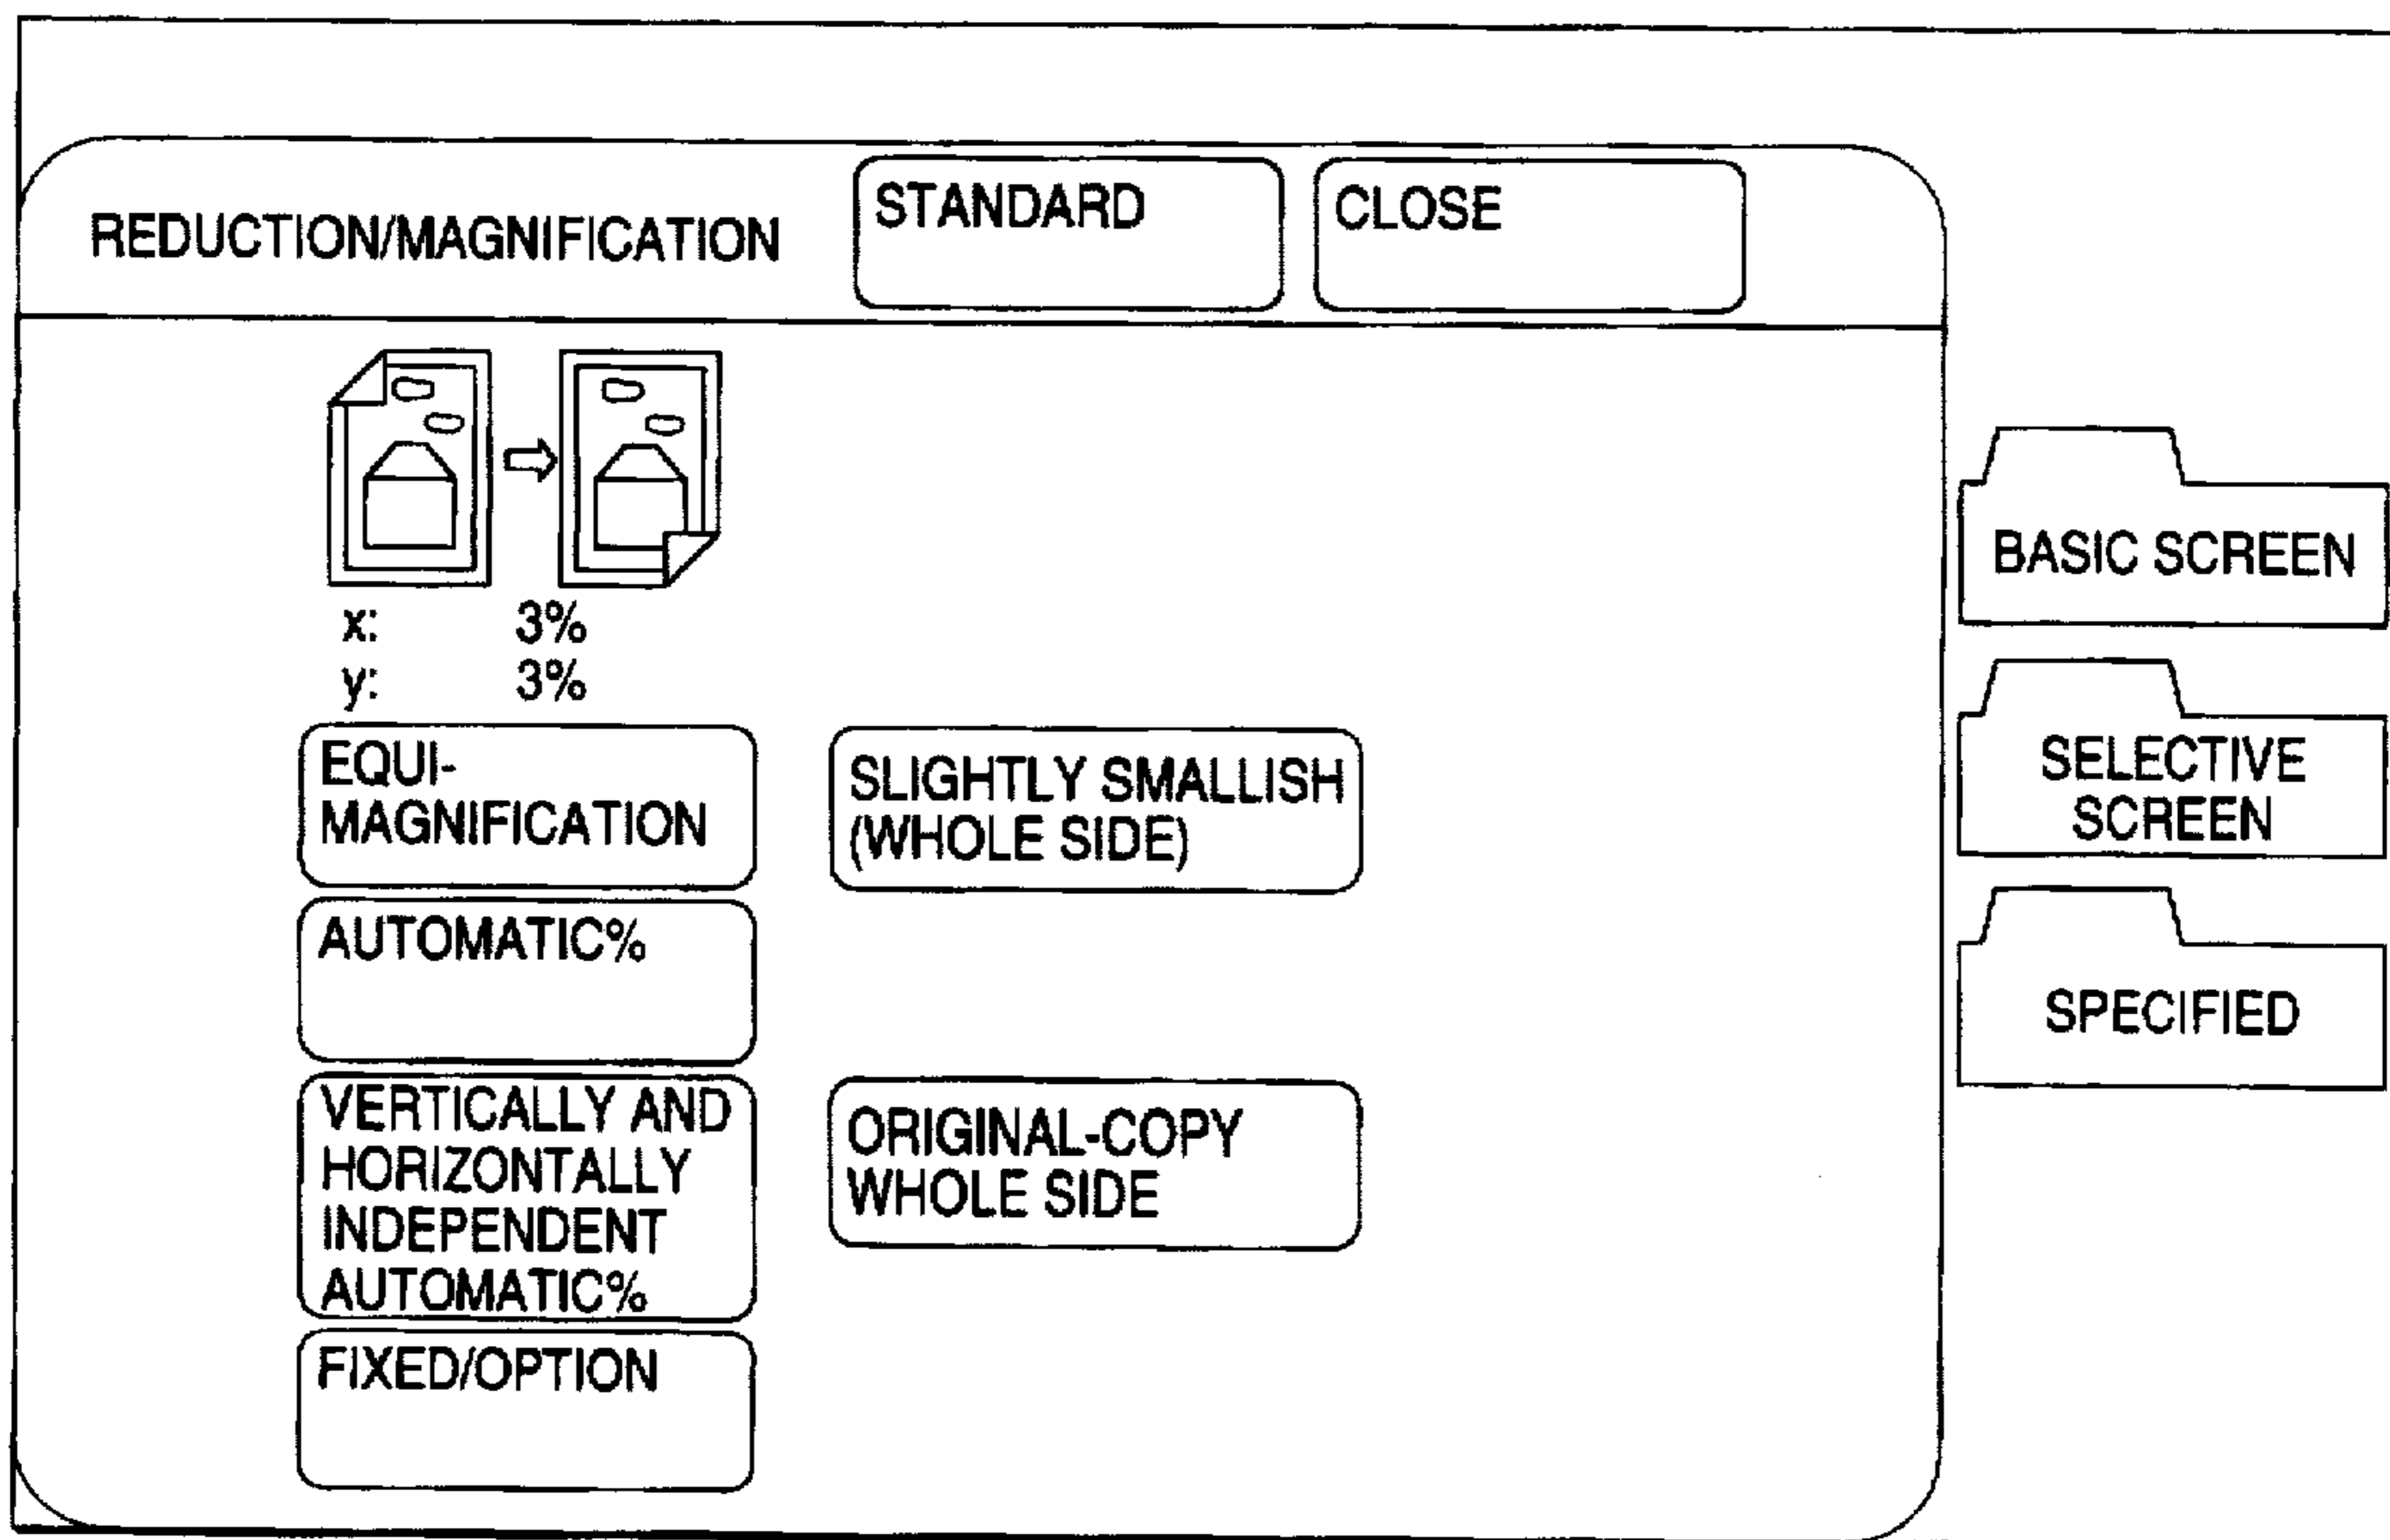 REDUCTION/MAGNIFICATION
STANDARD
CLOSE
x: 3%
y: 3%
EQUI-
MAGNIFICATION
SLIGHTLY SMALLISH
(WHOLE SIDE)
AUTOMATIC%
VERTICALLY AND
HORIZONTALLY
INDEPENDENT
AUTOMATIC%
ORIGINAL-COPY
WHOLE SIDE
FIXED/OPTION
BASIC SCREEN
SELECTIVE
SCREEN
SPECIFIED